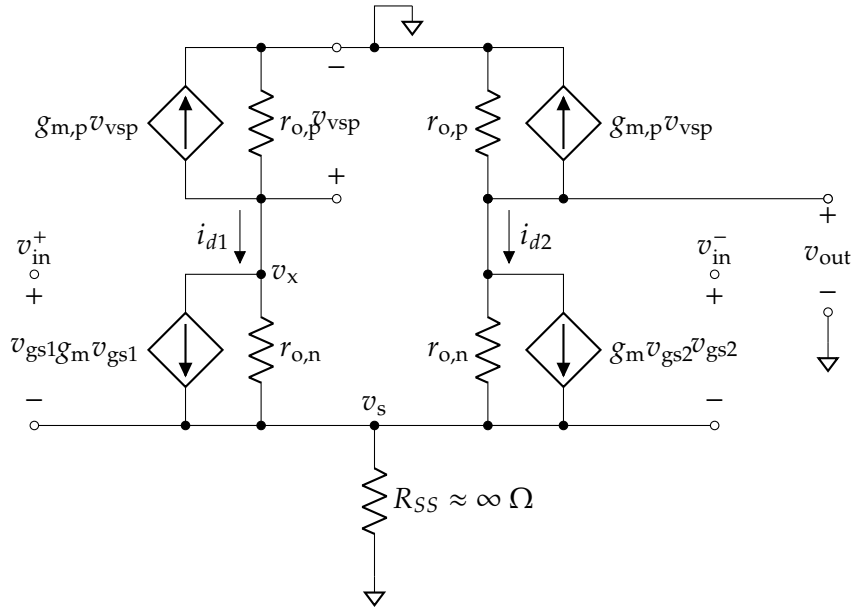 −
g_{m,p}v_{vsp}
r_{o,p}
v_{vsp}
r_{o,p}
g_{m,p}v_{vsp}
+
i_{d1}
i_{d2}
v_{in}^{+}
v_{in}^{-}
+
v_{out}
v_{x}
+
+
−
v_{gs1}
g_{m}v_{gs1}
r_{o,n}
r_{o,n}
g_{m}v_{gs2}
v_{gs2}
−
v_{s}
−
R_{SS} ≈ ∞ Ω